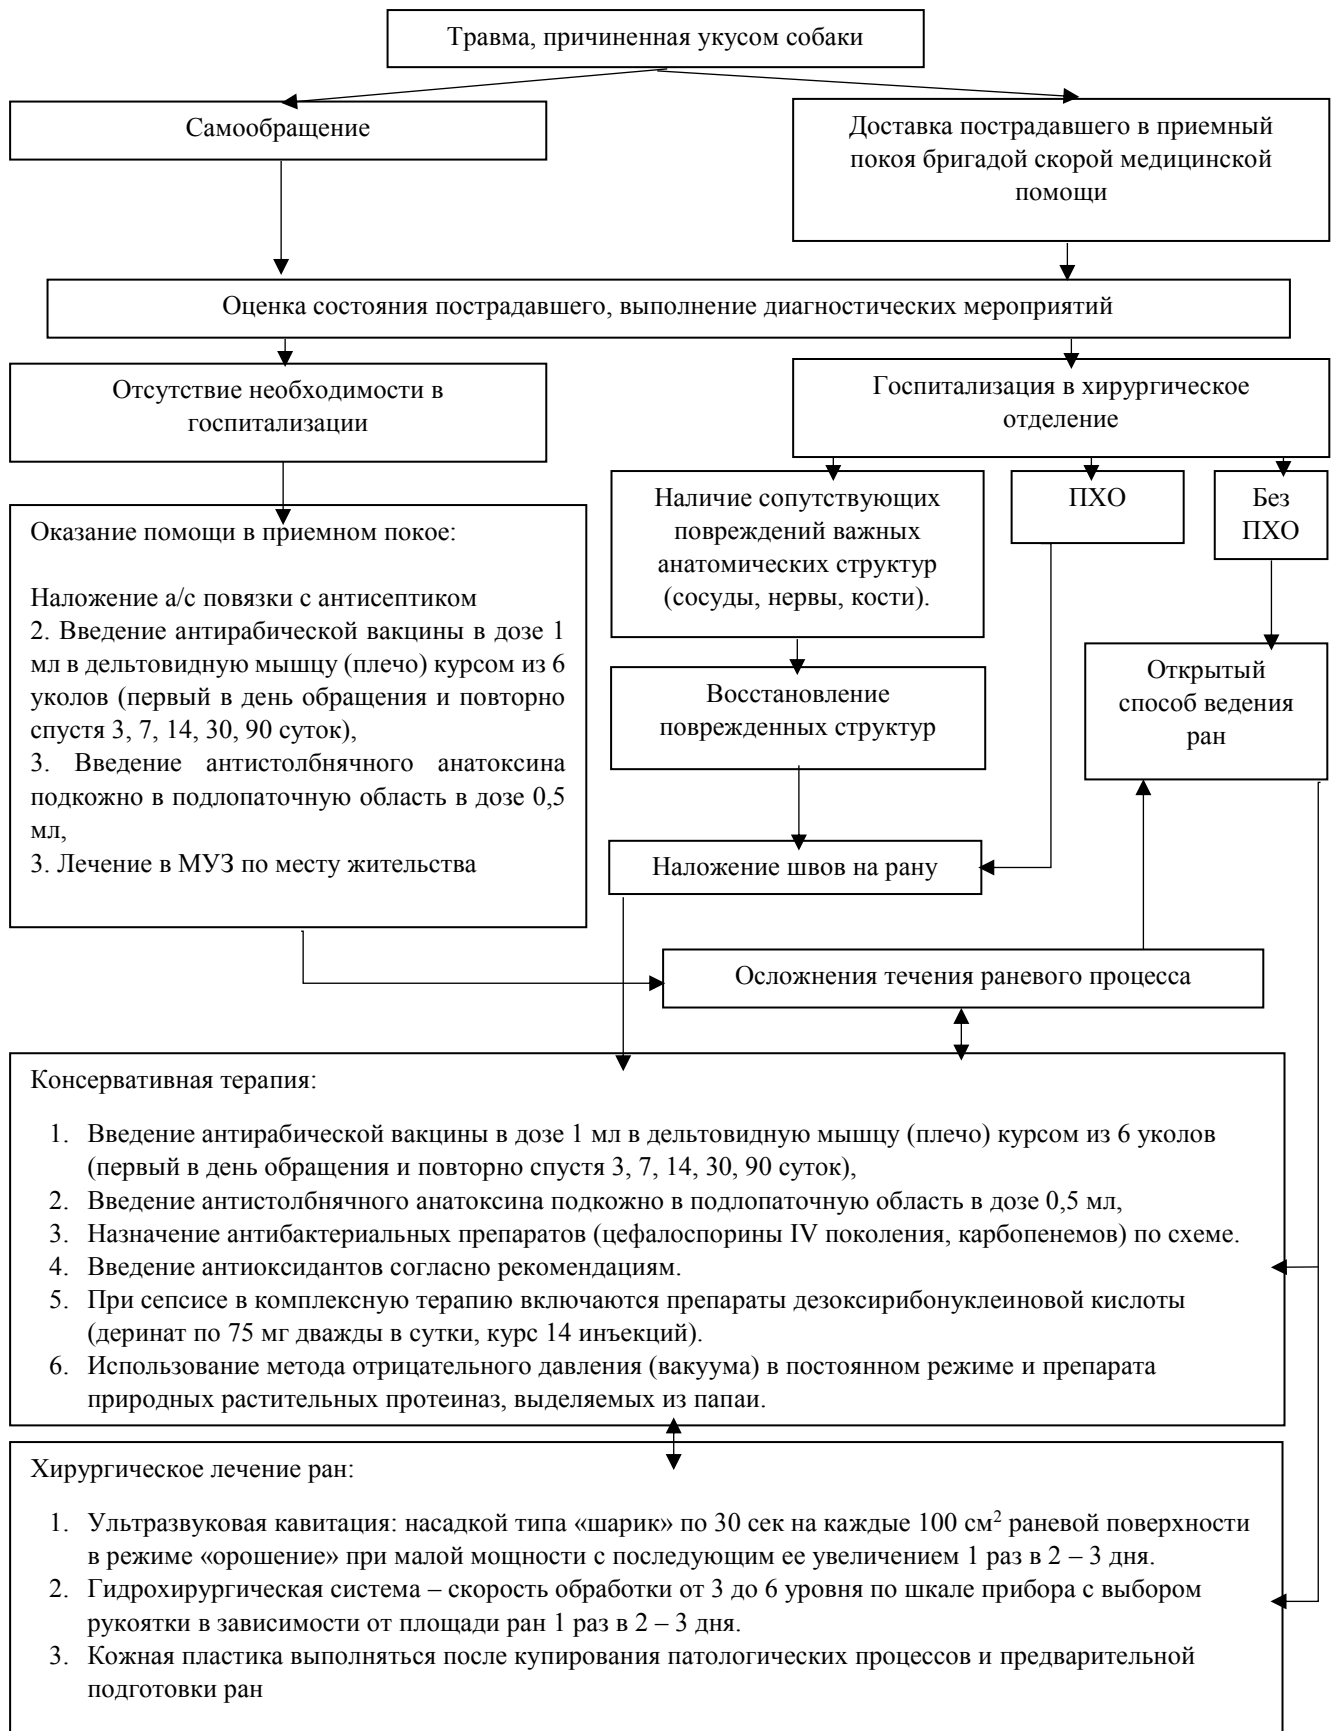 Травма, причиненная укусом собаки
Самообращение
Доставка пострадавшего в приемный
покоя бригадой скорой медицинской
помощи
Оценка состояния пострадавшего, выполнение диагностических мероприятий
Отсутствие необходимости в
госпитализации
Госпитализация в хирургическое
отделение
Оказание помощи в приемном покое:
Наложение а/с повязки с антисептиком
2. Введение антирабической вакцины в дозе 1
мл в дельтовидную мышцу (плечо) курсом из 6
уколов (первый в день обращения и повторно
спустя 3, 7, 14, 30, 90 суток),
3. Введение антистолбнячного анатоксина
подкожно в подлопаточную область в дозе 0,5
мл,
3. Лечение в МУЗ по месту жительства
Наличие сопутствующих
повреждений важных
анатомических структур
(сосуды, нервы, кости).
ПХО
Без
ПХО
Восстановление
поврежденных структур
Открытый
способ ведения
ран
Наложение швов на рану
Осложнения течения раневого процесса
Консервативная терапия:
1. Введение антирабической вакцины в дозе 1 мл в дельтовидную мышцу (плечо) курсом из 6 уколов
(первый в день обращения и повторно спустя 3, 7, 14, 30, 90 суток),
2. Введение антистолбнячного анатоксина подкожно в подлопаточную область в дозе 0,5 мл,
3. Назначение антибактериальных препаратов (цефалоспорины IV поколения, карбопенемов) по схеме.
4. Введение антиоксидантов согласно рекомендациям.
5. При сепсисе в комплексную терапию включаются препараты дезоксирибонуклеиновой кислоты
(деринат по 75 мг дважды в сутки, курс 14 инъекций).
6. Использование метода отрицательного давления (вакуума) в постоянном режиме и препарата
природных растительных протеиназ, выделяемых из папаи.
Хирургическое лечение ран:
1. Ультразвуковая кавитация: насадкой типа «шарик» по 30 сек на каждые 100 см² раневой поверхности
в режиме «орошение» при малой мощности с последующим ее увеличением 1 раз в 2 – 3 дня.
2. Гидрохирургическая система – скорость обработки от 3 до 6 уровня по шкале прибора с выбором
рукоятки в зависимости от площади ран 1 раз в 2 – 3 дня.
3. Кожная пластика выполняться после купирования патологических процессов и предварительной
подготовки ран